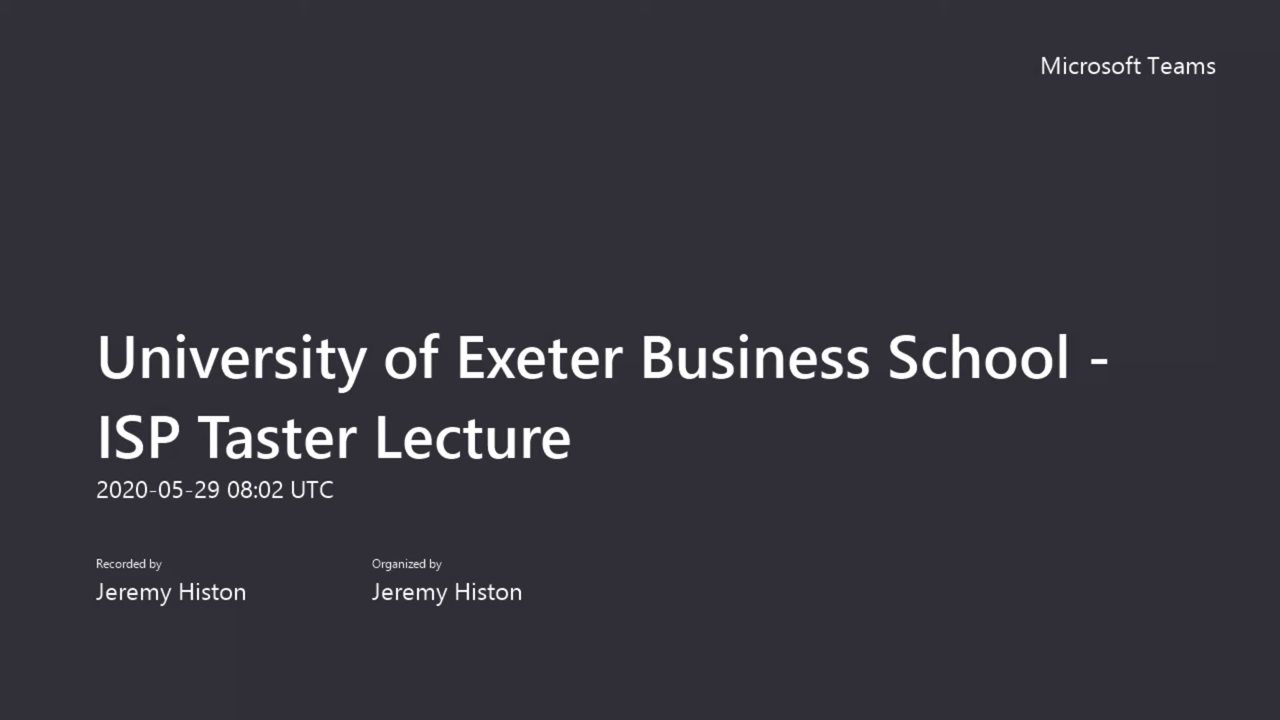 Microsoft Teams
University of Exeter Business School -
ISP Taster Lecture
2020-05-29 08:02 UTC
Recorded by
Organized by
Jeremy Histon
Jeremy Histon